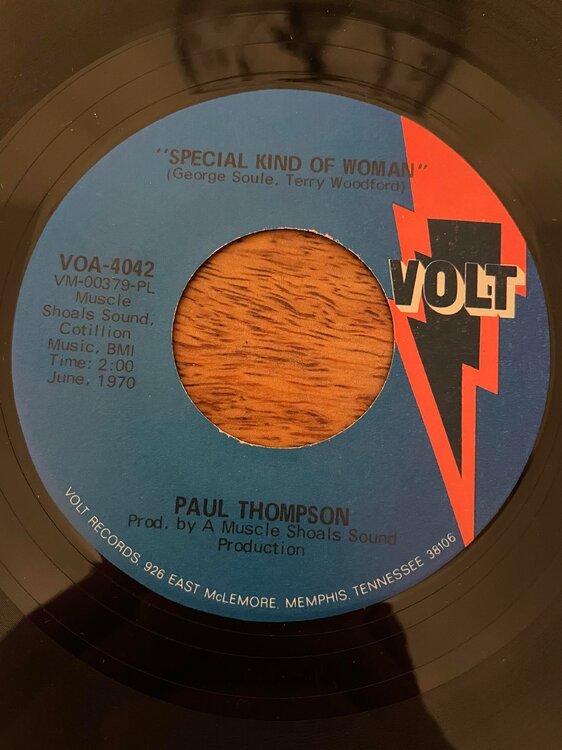 "SPECIAL KIND OF WOMAN"
(George Soule, Terry Woodford)
VOA-4042
VM-00379-PL
Muscle
Shoals Sound,
Cotillion
Music, BMI
Time: 2:00
June, 1970
VOLT
PAUL THOMPSON
Prod. by A Muscle Shoals Sound
Production
VOLT RECORDS, 926 EAST McLEMORE, MEMPHIS, TENNESSEE 38106